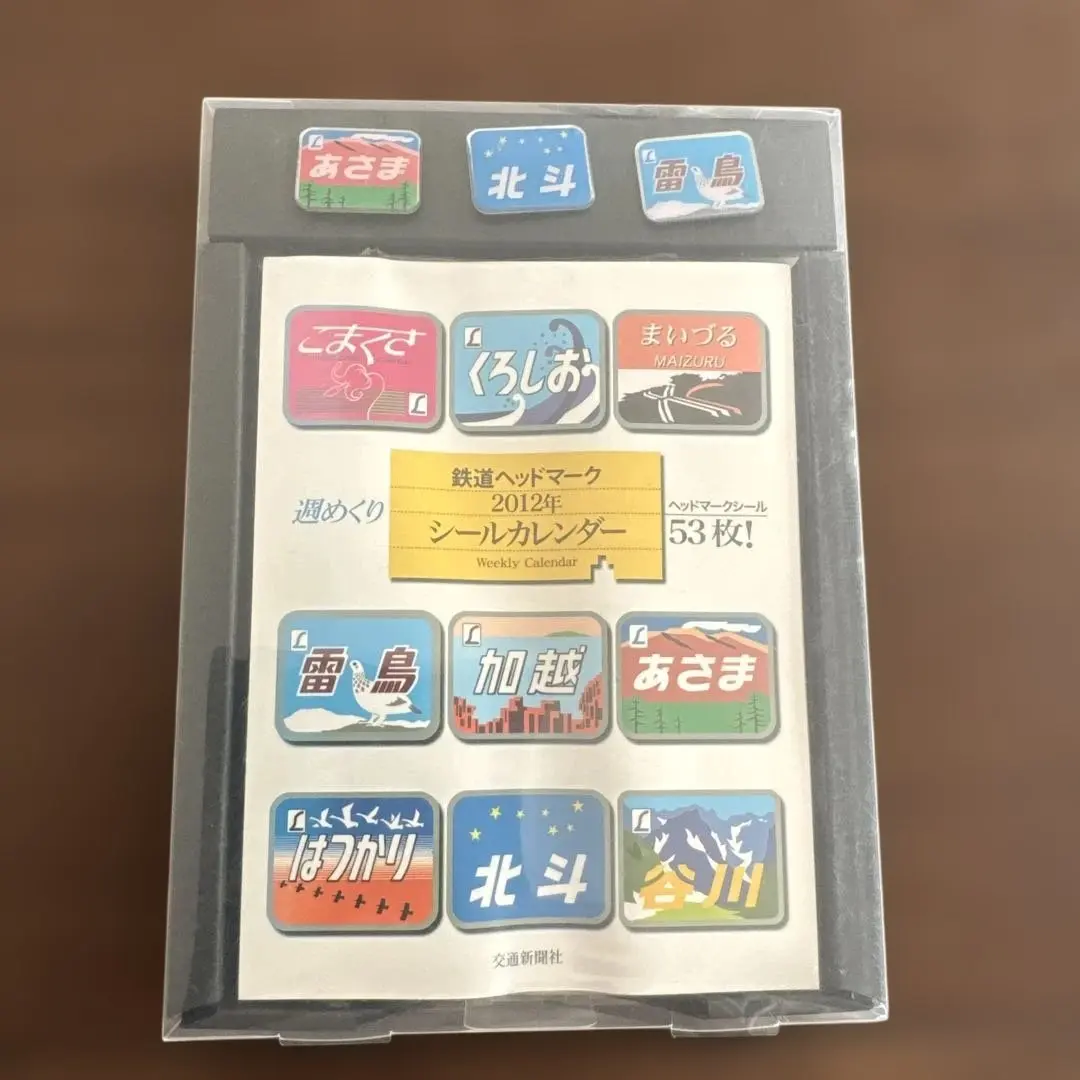 あさま
北斗
雷鳥
こまくさ
くろしお
まいづる
MAIZURU
週めくり
鉄道ヘッドマーク
2012年
シールカレンダー
Weekly Calendar
ヘッドマークシール
53枚!
雷鳥
加越
あさま
はつかり
北斗
谷川
交通新聞社